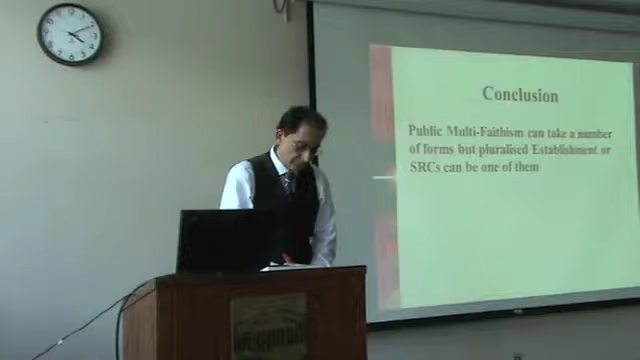 Conclusion
Public Multi-Faithism can take a number
of forms but pluralised Establishment or
SRCs can be one of them